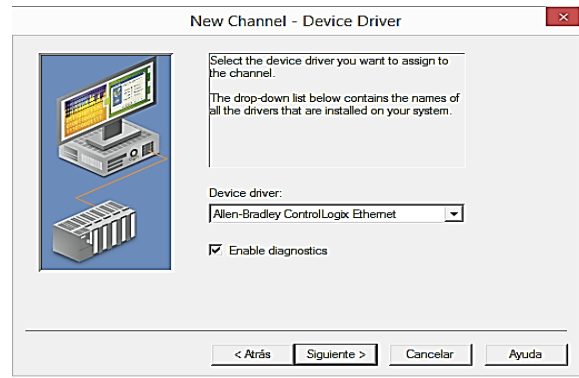 New Channel - Device Driver
Select the device driver you want to assign to
the channel.
The drop-down list below contains the names of
all the drivers that are installed on your system.
Device driver:
Allen-Bradley ControlLogix Ethernet
Enable diagnostics
< Atrás
Siguiente >
Cancelar
Ayuda